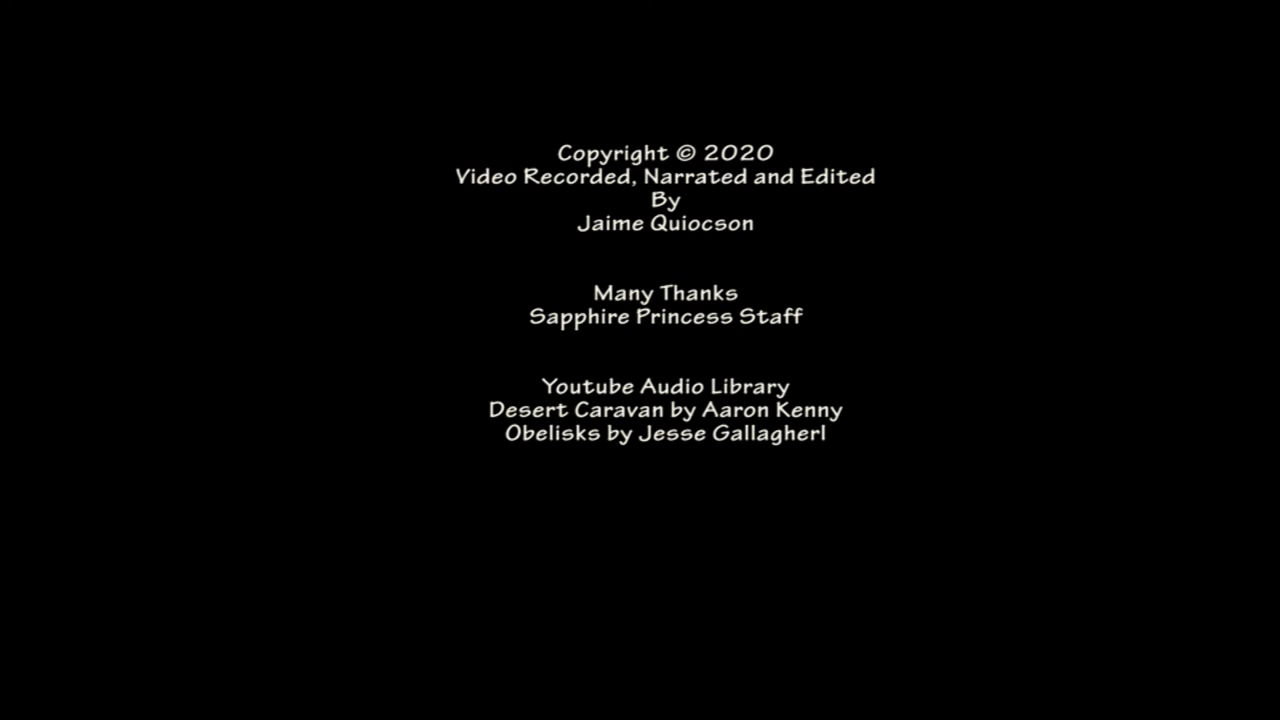 Copyright © 2020
Video Recorded, Narrated and Edited
By
Jaime Quiocson
Many Thanks
Sapphire Princess Staff
Youtube Audio Library
Desert Caravan by Aaron Kenny
Obelisks by Jesse Gallagherl